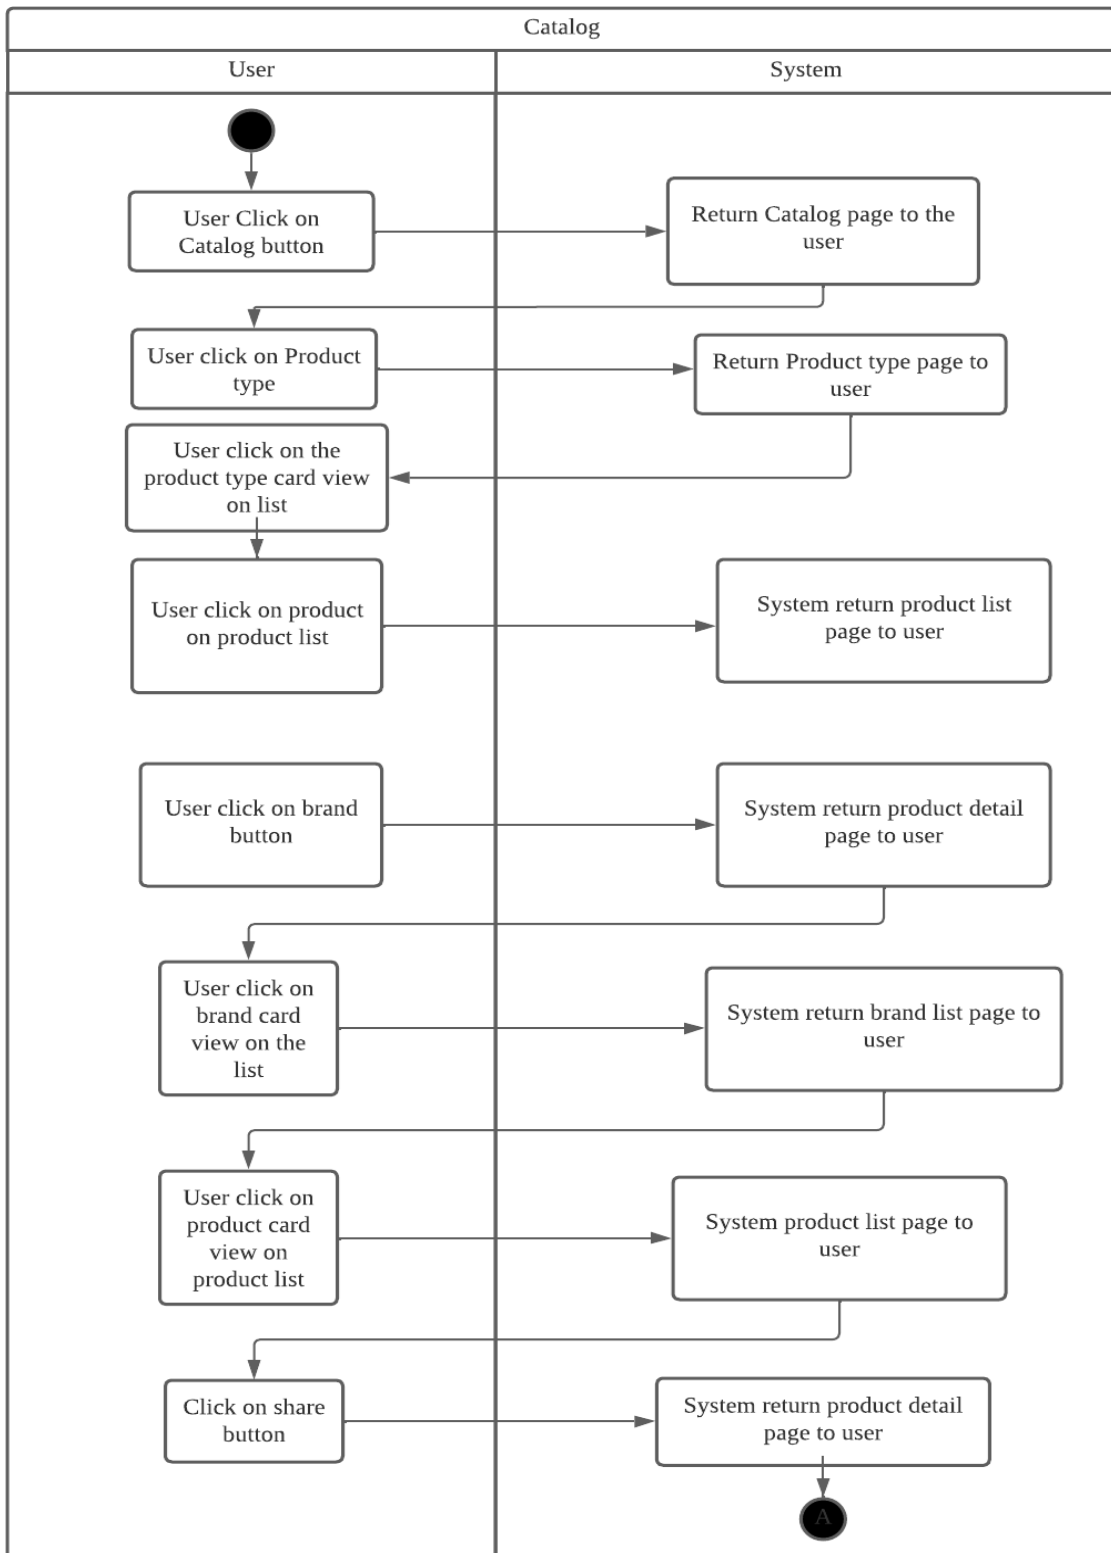 Catalog
User
System
User Click on
Catalog button
Return Catalog page to the
user
User click on Product
type
Return Product type page to
user
User click on the
product type card view
on list
User click on product
on product list
System return product list
page to user
User click on brand
button
System return product detail
page to user
User click on
brand card
view on the
list
System return brand list page to
user
User click on
product card
view on
product list
System product list page to
user
Click on share
button
System return product detail
page to user
A